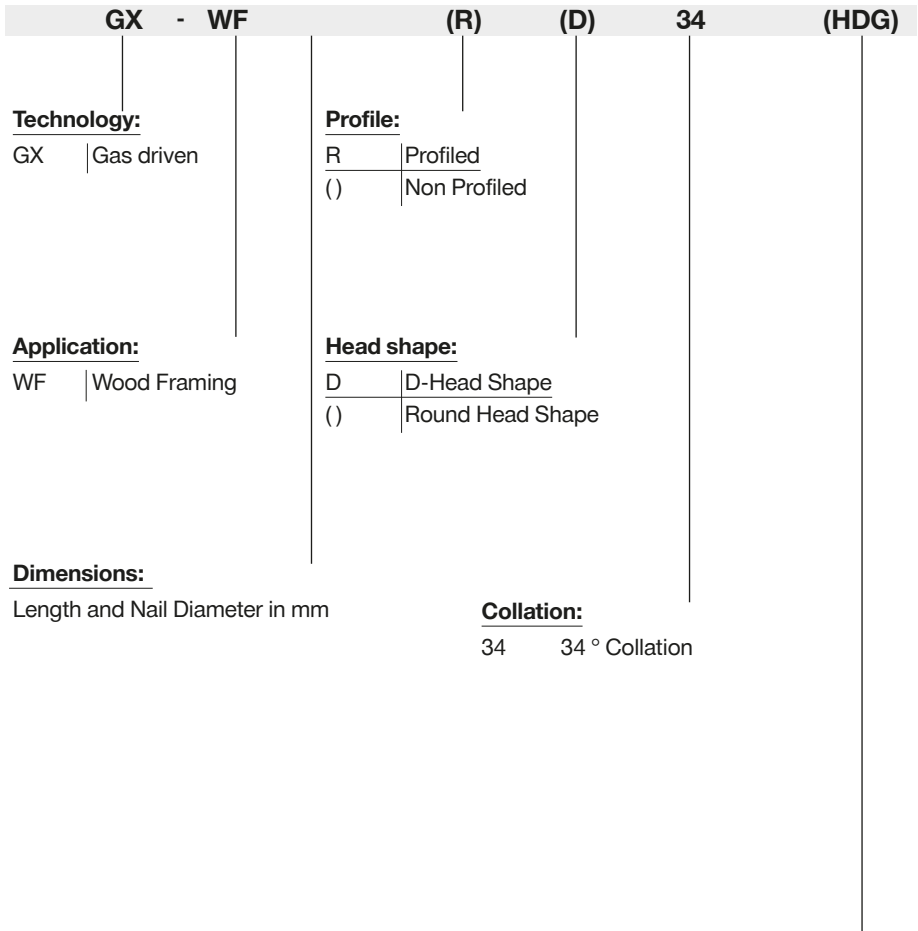 GX - WF (R) (D) 34 (HDG)
Technology:
GX Gas driven
Profile:
R Profiled
( ) Non Profiled
Application:
WF Wood Framing
Head shape:
D D-Head Shape
( ) Round Head Shape
Dimensions:
Length and Nail Diameter in mm
Collation:
34 34 ° Collation